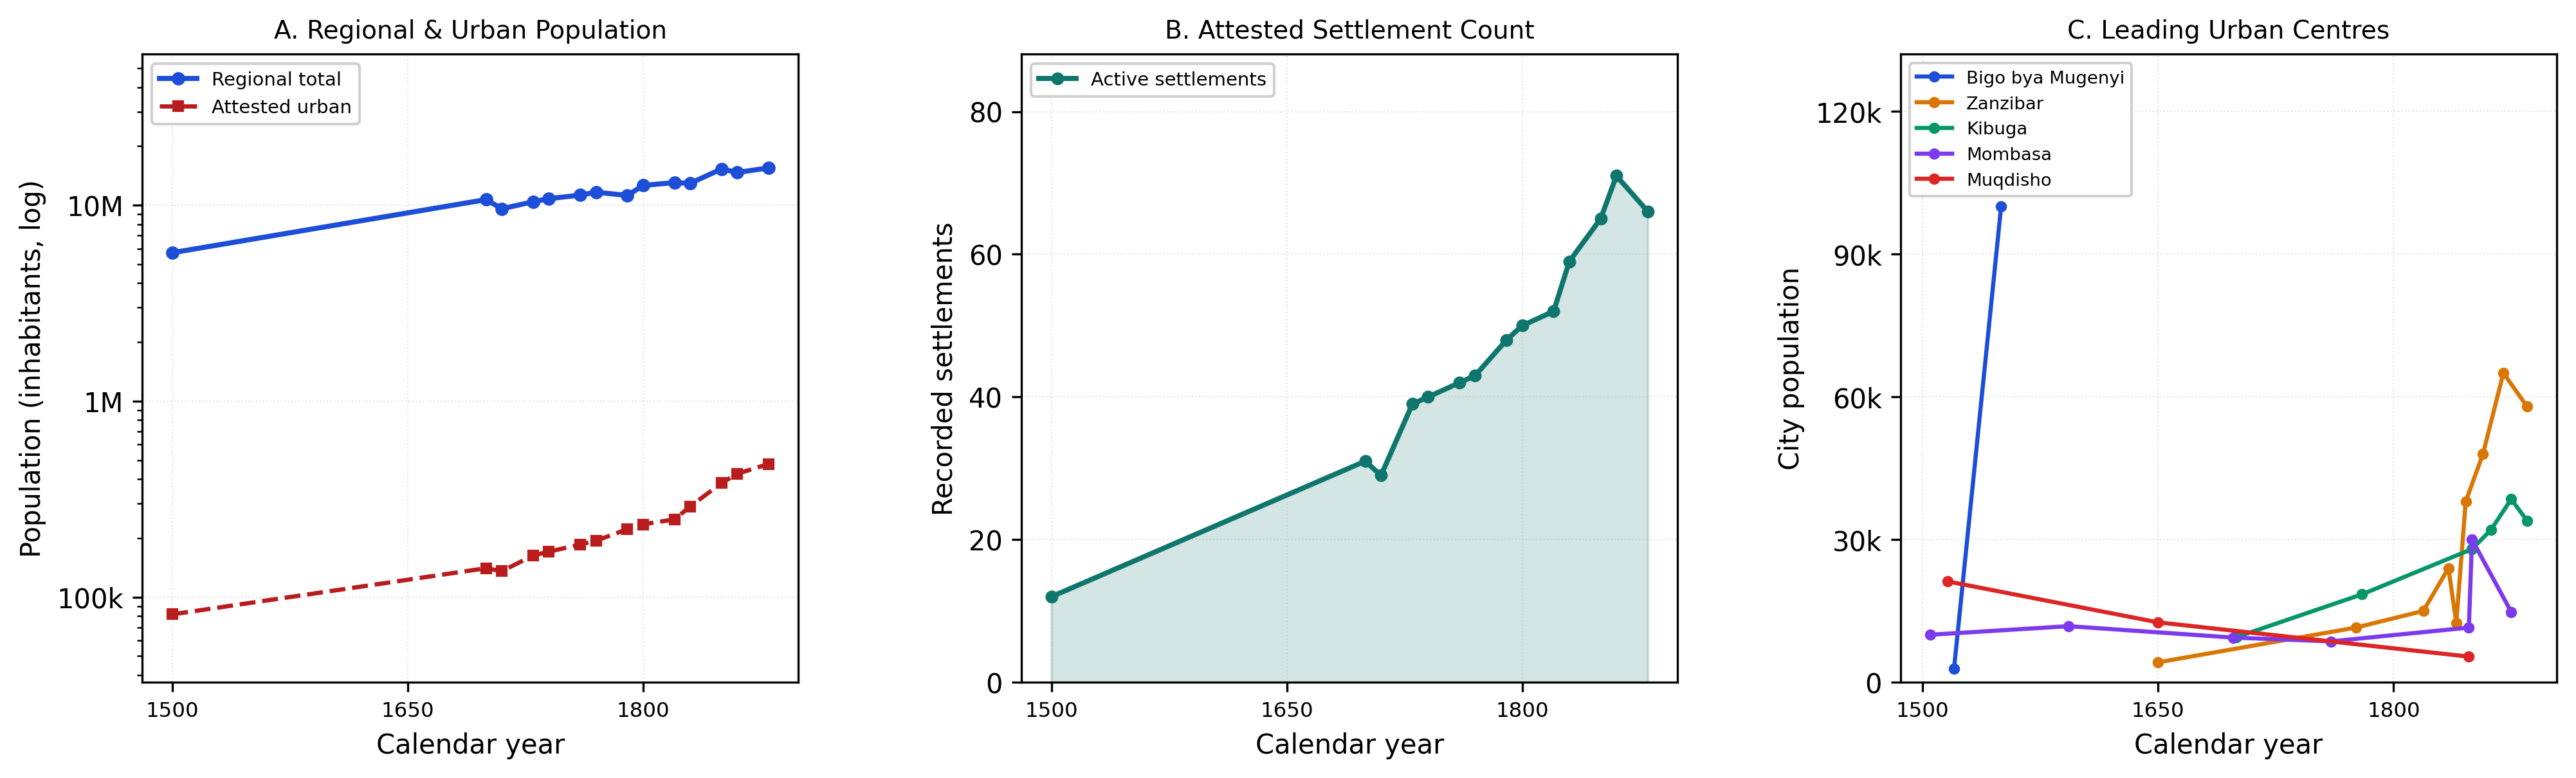 A. Regional & Urban Population
Regional total
Attested urban
Population (inhabitants, log)
10M
1M
100k
1500
1650
1800
Calendar year
B. Attested Settlement Count
Active settlements
Recorded settlements
80
60
40
20
0
1500
1650
1800
Calendar year
C. Leading Urban Centres
Bigo bya Mugenyi
Zanzibar
Kibuga
Mombasa
Muqdisho
City population
120k
90k
60k
30k
0
1500
1650
1800
Calendar year